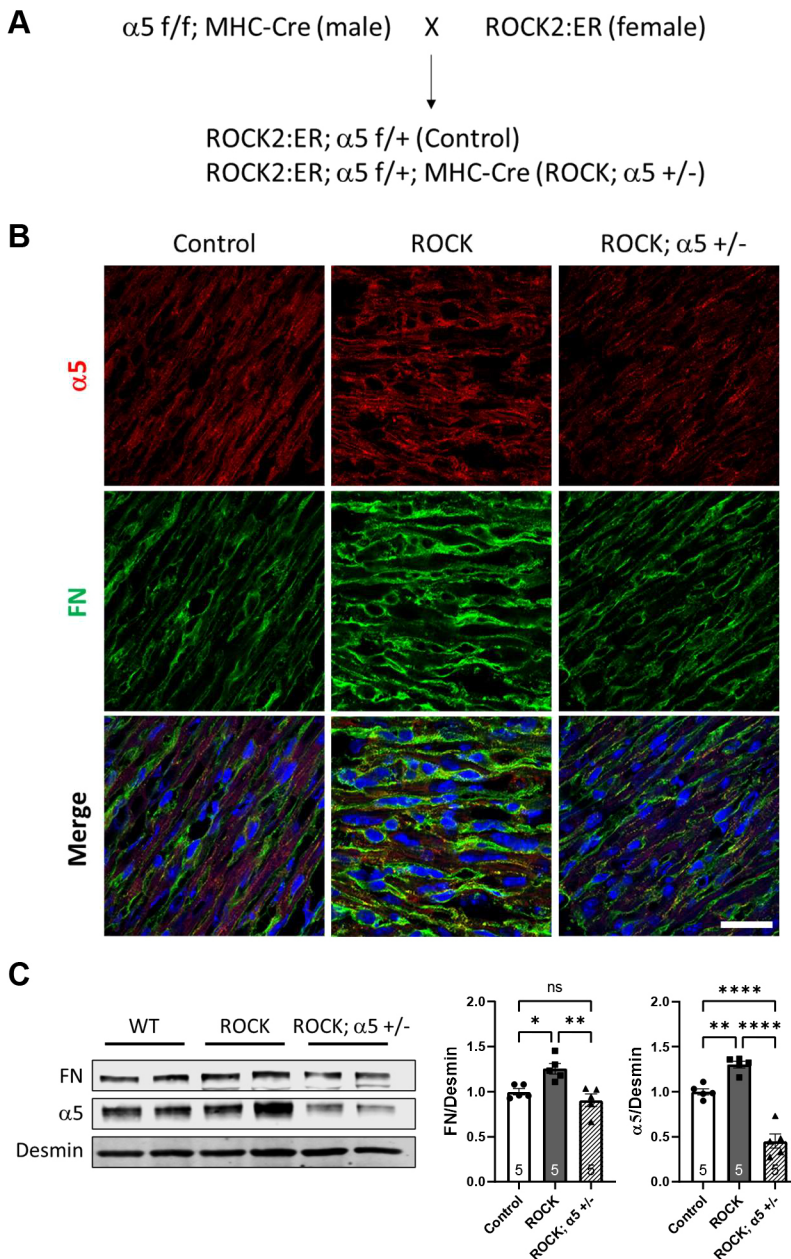 A
α5 f/f; MHC-Cre (male) X ROCK2:ER (female)
ROCK2:ER; α5 f/+ (Control)
ROCK2:ER; α5 f/+; MHC-Cre (ROCK; α5 +/-)
B
Control ROCK ROCK; α5 +/-
α5
FN
Merge
C
WT ROCK ROCK; α5 +/-
FN
α5
Desmin
FN/Desmin
2.0
1.5
1.0
0.5
0.0
ns
* **
5 5 5
Control ROCK ROCK; α5 +/-
α5/Desmin
2.0
1.5
1.0
0.5
0.0
****
** ****
5 5 5
Control ROCK ROCK; α5 +/-